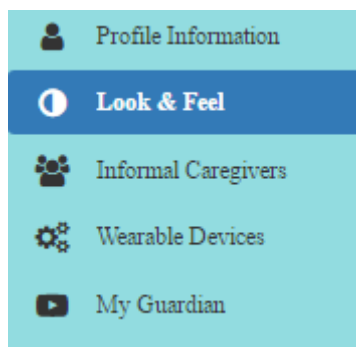 Profile Information
Look & Feel
Informal Caregivers
Wearable Devices
My Guardian